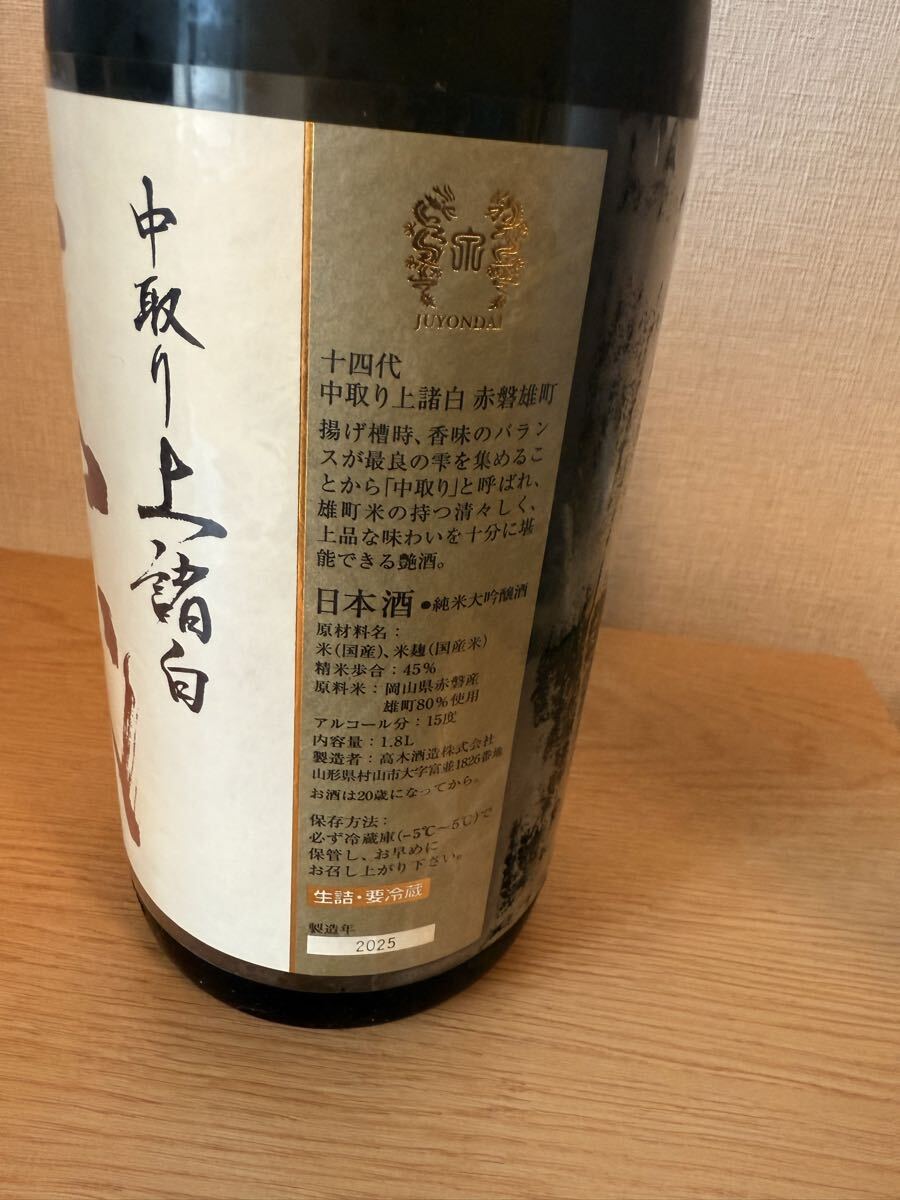 中取り上諸白
JUYONDAI
十四代
中取り上諸白 赤磐雄町
揚げ槽時、香味のバラン
スが最良の雫を集めるこ
とから「中取り」と呼ばれ、
雄町米の持つ清々しく、
上品な味わいを十分に堪
能できる艶酒。
日本酒●純米大吟醸酒
原材料名：
米(国産)、米麹(国産米)
精米歩合：45%
原料米：岡山県赤磐産
雄町80%使用
アルコール分：15度
内容量：1.8L
製造者：高木酒造株式会社
山形県村山市大字富並1826番地
お酒は20歳になってから。
保存方法：
必ず冷蔵庫(-5℃～5℃)で
保管し、お早めに
お召し上がり下さい。
生詰・要冷蔵
製造年
2025